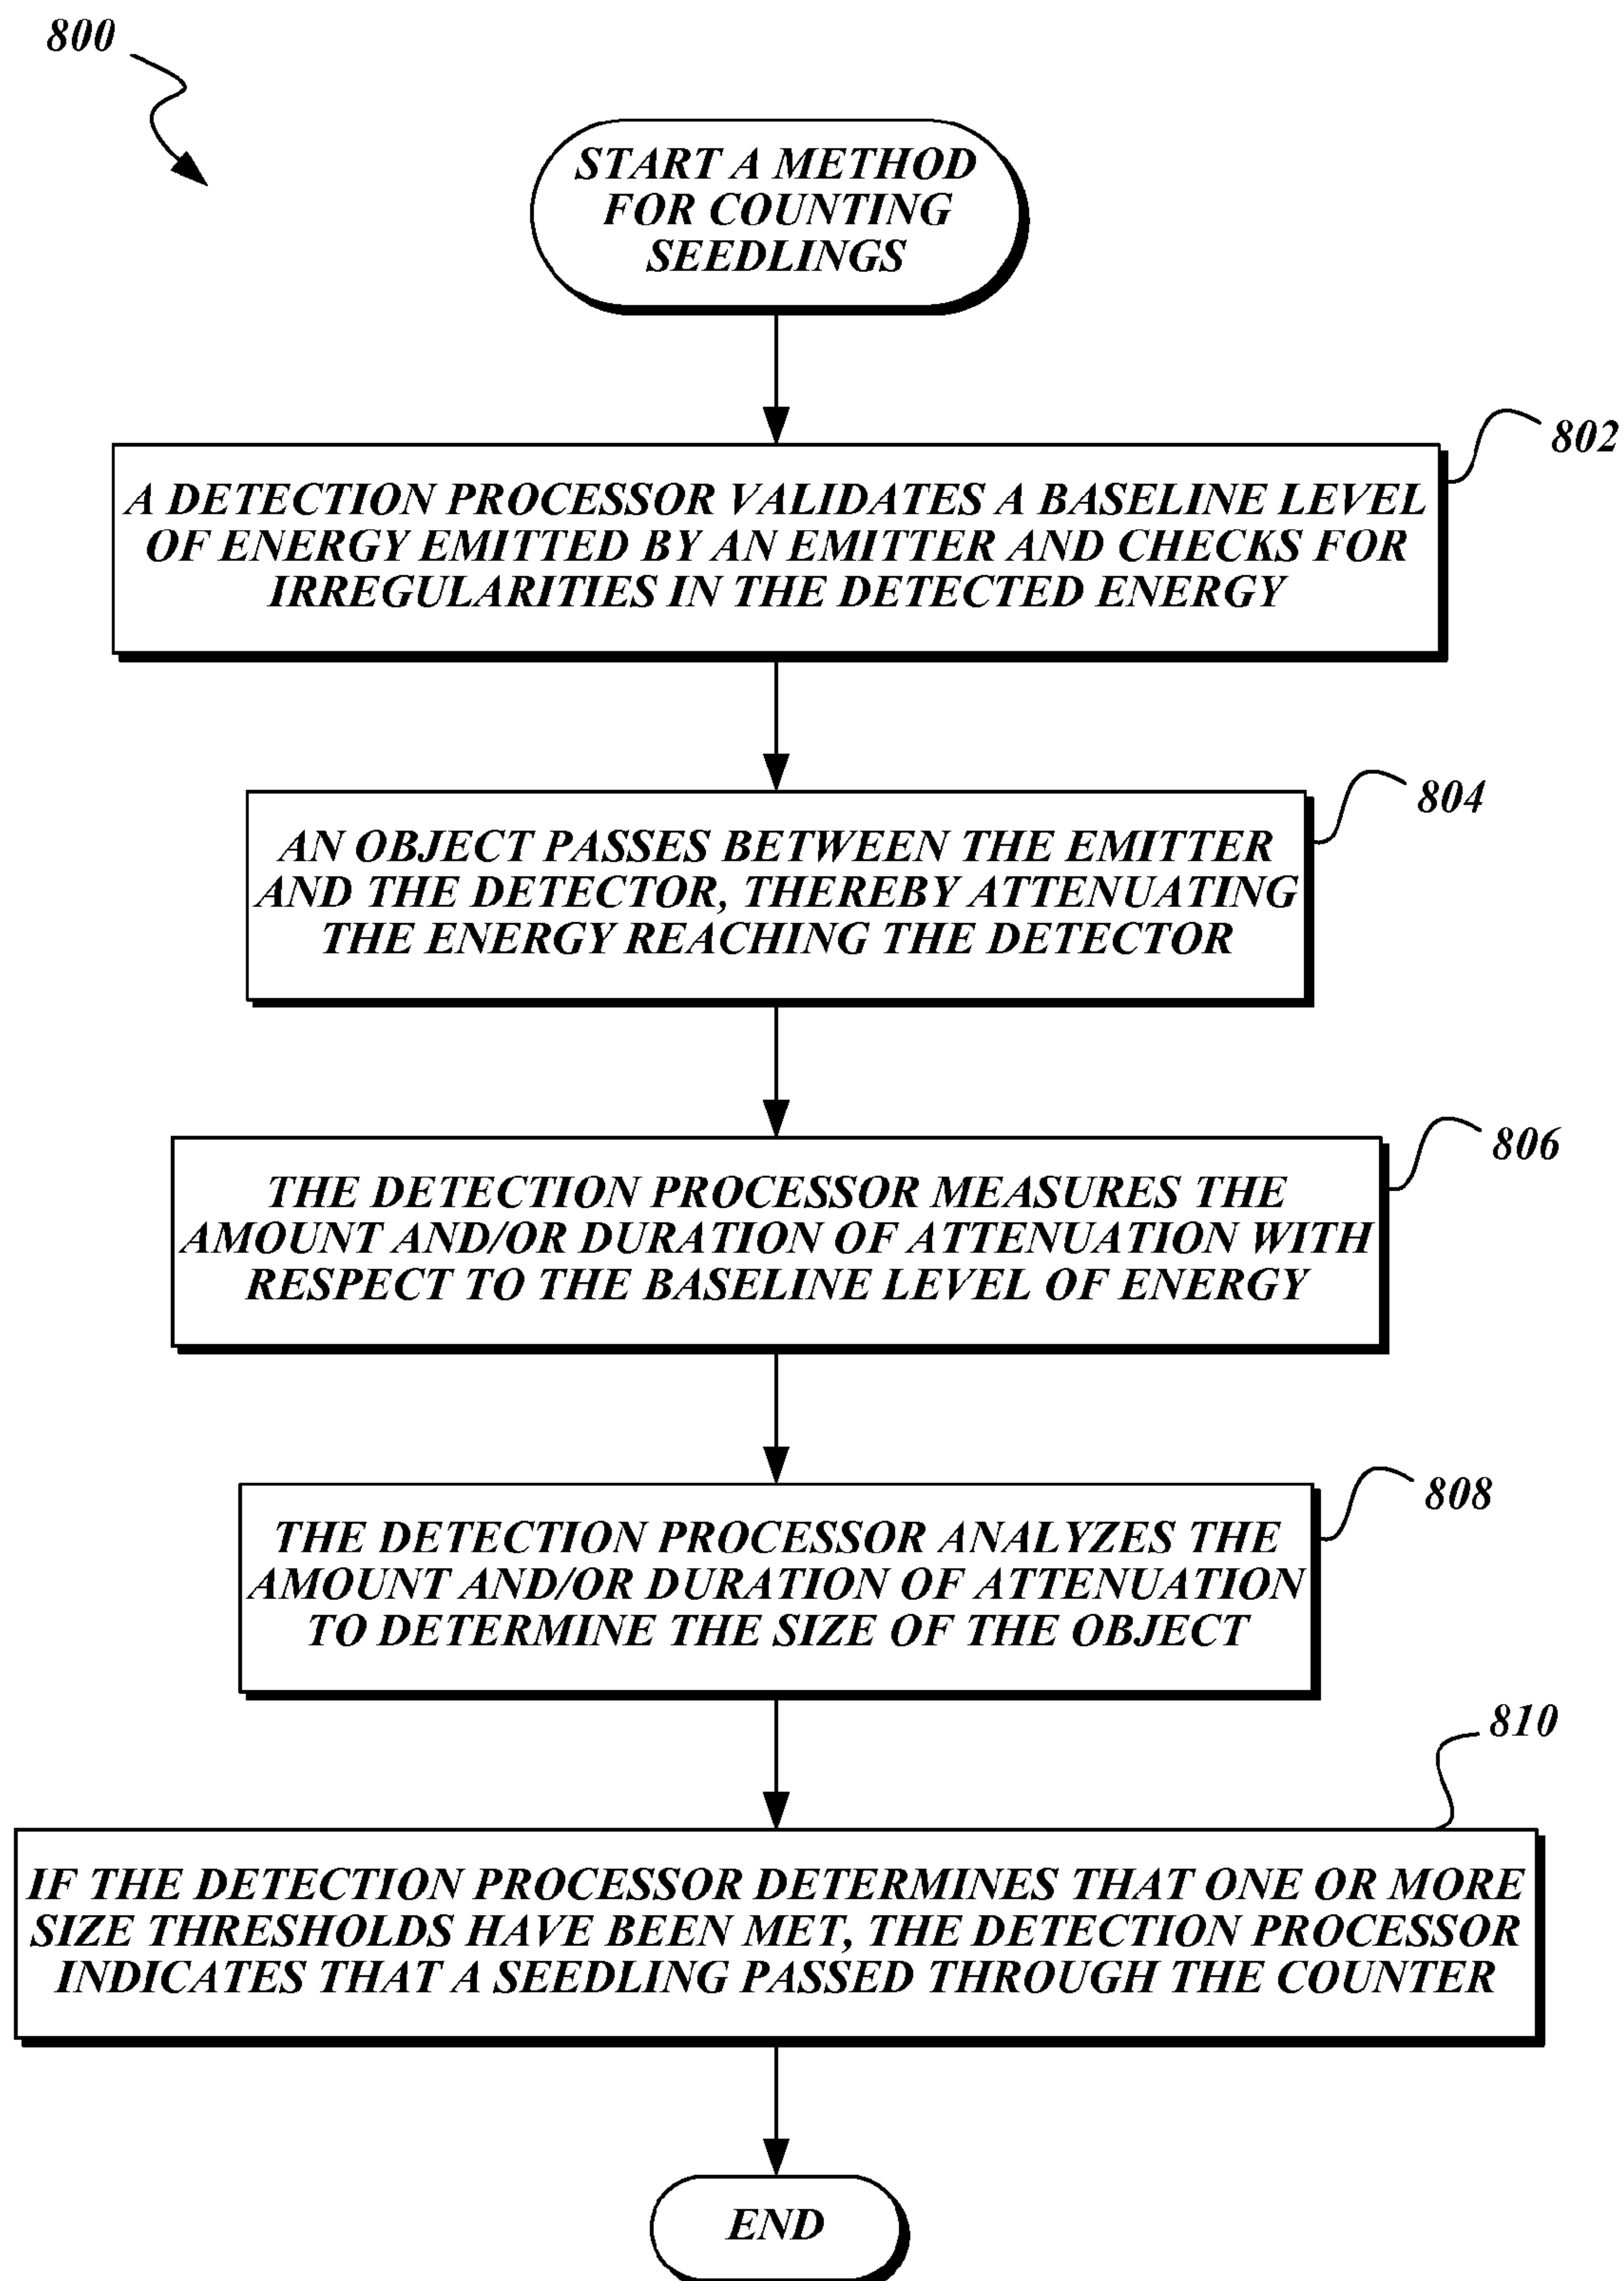 800
START A METHOD
FOR COUNTING
SEEDLINGS
802
A DETECTION PROCESSOR VALIDATES A BASELINE LEVEL
OF ENERGY EMITTED BY AN EMITTER AND CHECKS FOR
IRREGULARITIES IN THE DETECTED ENERGY
804
AN OBJECT PASSES BETWEEN THE EMITTER
AND THE DETECTOR, THEREBY ATTENUATING
THE ENERGY REACHING THE DETECTOR
806
THE DETECTION PROCESSOR MEASURES THE
AMOUNT AND/OR DURATION OF ATTENUATION WITH
RESPECT TO THE BASELINE LEVEL OF ENERGY
808
THE DETECTION PROCESSOR ANALYZES THE
AMOUNT AND/OR DURATION OF ATTENUATION
TO DETERMINE THE SIZE OF THE OBJECT
810
IF THE DETECTION PROCESSOR DETERMINES THAT ONE OR MORE
SIZE THRESHOLDS HAVE BEEN MET, THE DETECTION PROCESSOR
INDICATES THAT A SEEDLING PASSED THROUGH THE COUNTER
END